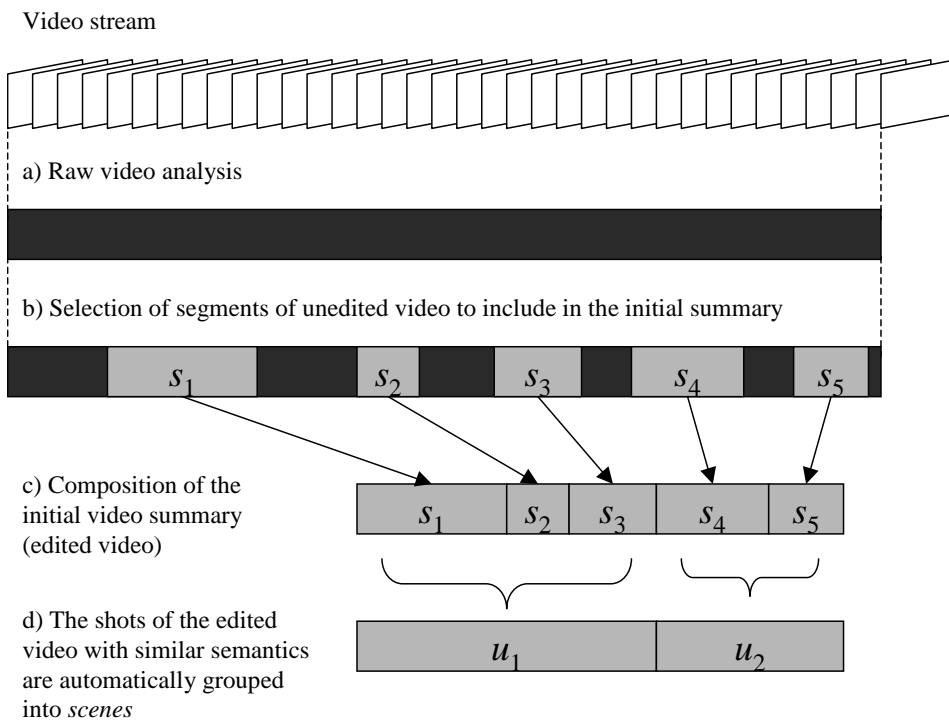 Video stream
a) Raw video analysis
b) Selection of segments of unedited video to include in the initial summary
s1 s2 s3 s4 s5
c) Composition of the
initial video summary
(edited video)
s1 s2 s3 s4 s5
d) The shots of the edited
video with similar semantics
are automatically grouped
into scenes
u1 u2